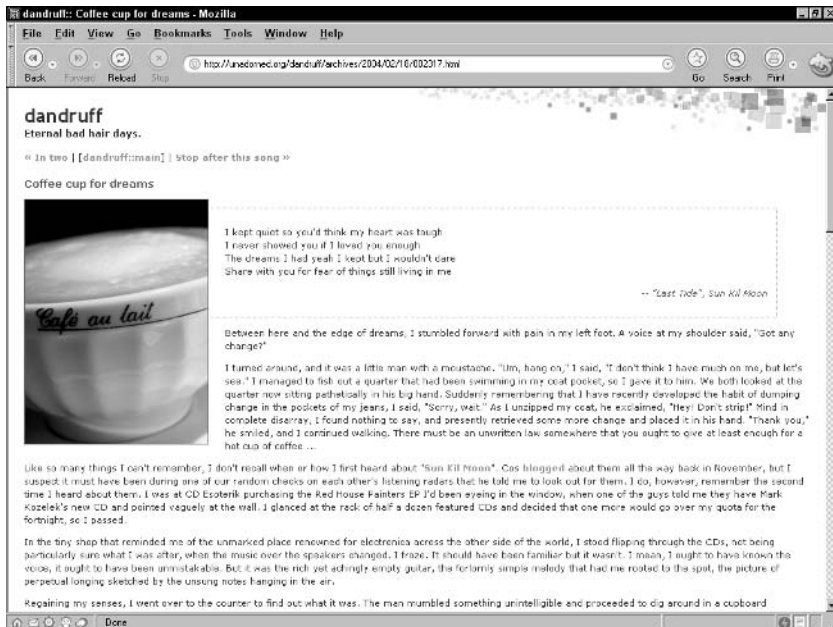 dandruff:: Coffee cup for dreams - Mozilla
File Edit View Go Bookmarks Tools Window Help
Back Forward Reload Stop
http://unadorned.org/dandruff/archives/2004/02/18/002317.html
Go Search Print
dandruff
Eternal bad hair days.
« In two | [dandruff::main] | Stop after this song »
Coffee cup for dreams
Café au lait
I kept quiet so you'd think my heart was tough
I never showed you if I loved you enough
The dreams I had yeah I kept but I wouldn't dare
Share with you for fear of things still living in me
-- "Last Tide", Sun Kil Moon
Between here and the edge of dreams, I stumbled forward with pain in my left foot. A voice at my shoulder said, "Got any
change?"
I turned around, and it was a little man with a moustache. "Um, hang on," I said, "I don't think I have much on me, but let's
see." I managed to fish out a quarter that had been swimming in my coat pocket, so I gave it to him. We both looked at the
quarter now sitting pathetically in his big hand. Suddenly remembering that I have recently developed the habit of dumping
change in the pockets of my jeans, I said, "Sorry, wait." As I unzipped my coat, he exclaimed, "Hey! Don't strip!" Mind in
complete disarray, I found nothing to say, and presently retrieved some more change and placed it in his hand. "Thank you,"
he smiled, and I continued walking. There must be an unwritten law somewhere that you ought to give at least enough for a
hot cup of coffee ...
Like so many things I can't remember, I don't recall when or how I first heard about "Sun Kil Moon". Cos blogged about them all the way back in November, but I
suspect it must have been during one of our random checks on each other's listening radars that he told me to look out for them. I do, however, remember the second
time I heard about them. I was at CD Esoterik purchasing the Red House Painters EP I'd been eyeing in the window, when one of the guys told me they have Mark
Kozelek's new CD and pointed vaguely at the wall. I glanced at the rack of half a dozen featured CDs and decided that one more would go over my quota for the
fortnight, so I passed.
In the tiny shop that reminded me of the unmarked place renowned for electronica across the other side of the world, I stood flipping through the CDs, not being
particularly sure what I was after, when the music over the speakers changed. I froze. It should have been familiar but it wasn't. I mean, I ought to have known the
voice, it ought to have been unmistakable. But it was the rich yet achingly empty guitar, the forlornly simple melody that had me rooted to the spot, the picture of
perpetual longing sketched by the unsung notes hanging in the air.
Regaining my senses, I went over to the counter to find out what it was. The man mumbled something unintelligible and proceeded to dig around in a cupboard
Done